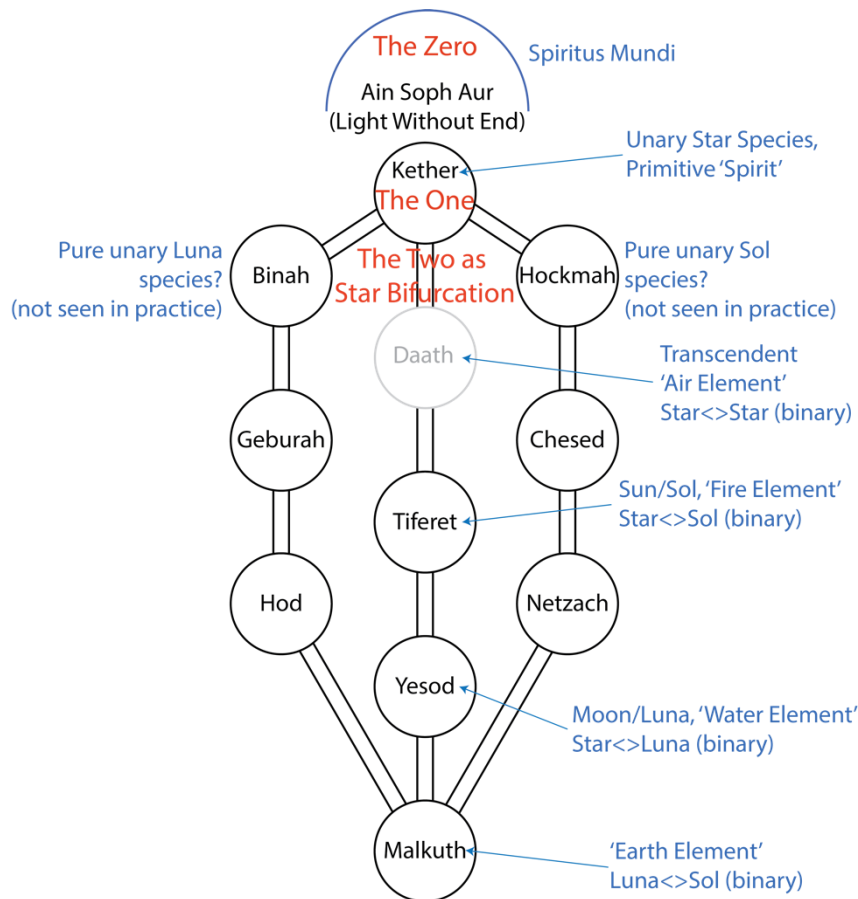 The Zero
Spiritus Mundi
Ain Soph Aur
(Light Without End)
Unary Star Species,
Primitive ‘Spirit’
Kether
The One
Pure unary Luna
species?
(not seen in practice)
Binah
The Two as
Star Bifurcation
Hockmah
Pure unary Sol
species?
(not seen in practice)
Daath
Transcendent
‘Air Element’
Star<>Star (binary)
Geburah
Chesed
Tiferet
Sun/Sol, ‘Fire Element’
Star<>Sol (binary)
Hod
Netzach
Yesod
Moon/Luna, ‘Water Element’
Star<>Luna (binary)
Malkuth
‘Earth Element’
Luna<>Sol (binary)